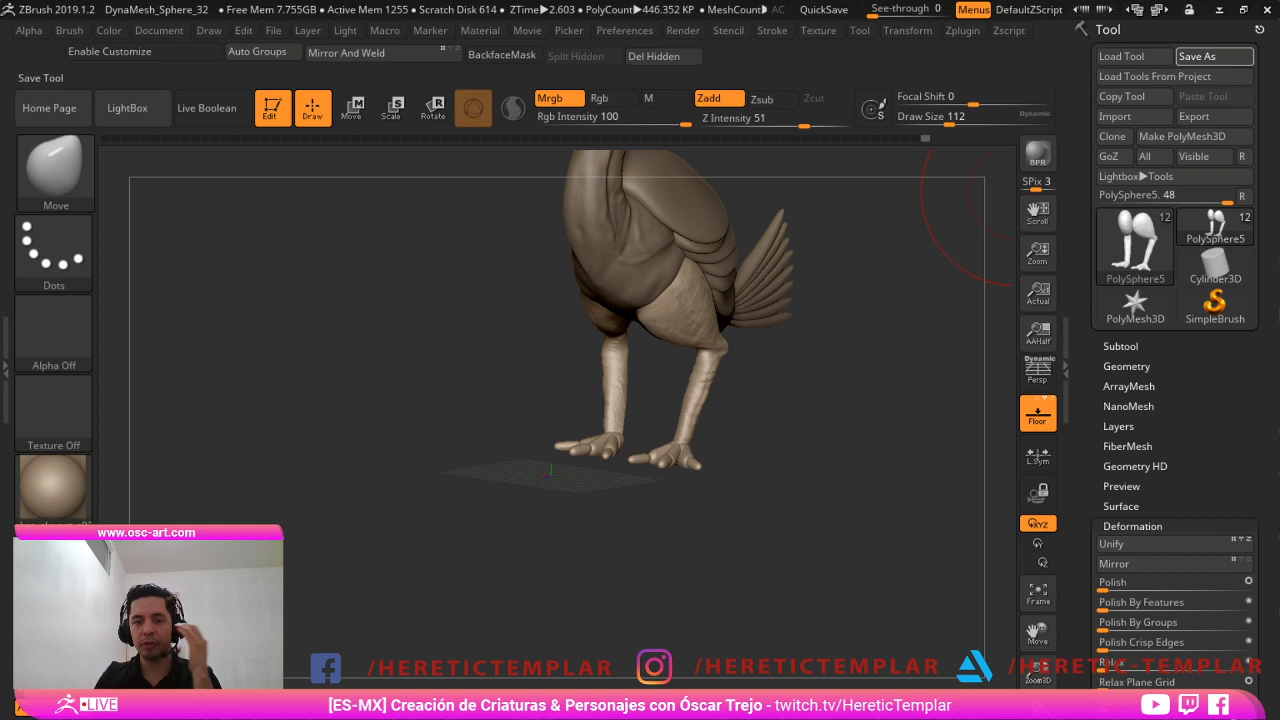 ZBrush 2019.1.2 DynaMesh_Sphere_32 • Free Mem 7.755GB • Active Mem 1255 • Scratch Disk 614 • ZTime▶2.603 • PolyCount▶446.352 KP • MeshCount▶ AC QuickSave See-through 0 Menus DefaultZScript
Alpha Brush Color Document Draw Edit File Layer Light Macro Marker Material Movie Picker Preferences Render Stencil Stroke Texture Tool Transform Zplugin Zscript
Enable Customize Auto Groups Mirror And Weld BackfaceMask Split Hidden Del Hidden
Save Tool
Home Page LightBox Live Boolean Edit Draw Move Scale Rotate
Mrgb Rgb M Zadd Zsub Zcut Focal Shift 0
Rgb Intensity 100 Z Intensity 51 Draw Size 112 Dynamic
Move
Dots
Alpha Off
Texture Off
BPR
SPix 3
Scroll
Zoom
Actual
AAHalf
Dynamic
Persp
Floor
L.Sym
XYZ
Frame
Move
Zoom3D
Tool
Load Tool Save As
Load Tools From Project
Copy Tool Paste Tool
Import Export
Clone Make PolyMesh3D
GoZ All Visible R
Lightbox▶Tools
PolySphere5. 48 R
12 12
PolySphere5 PolySphere5
Cylinder3D
PolyMesh3D SimpleBrush
Subtool
Geometry
ArrayMesh
NanoMesh
Layers
FiberMesh
Geometry HD
Preview
Surface
Deformation
Unify
Mirror
Polish
Polish By Features
Polish By Groups
Polish Crisp Edges
Relax
Relax Plane Grid
www.osc-art.com
/HERETICTEMPLAR /HERETICTEMPLAR /HERETIC-TEMPLAR
LIVE [ES-MX] Creación de Criaturas & Personajes con Óscar Trejo - twitch.tv/HereticTemplar